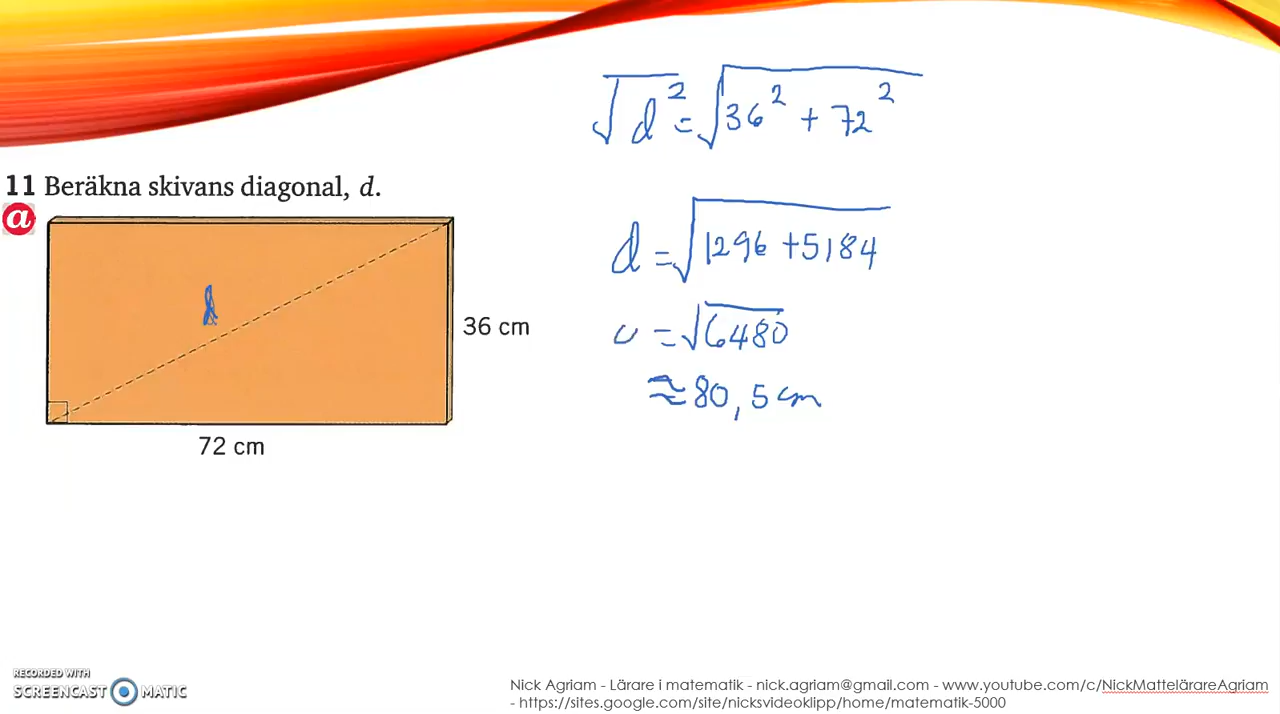 √d² = √36² + 72²
11 Beräkna skivans diagonal, d.
a
d = √1296 + 5184
36 cm
= √6480
≈ 80,5 cm
72 cm
RECORDED WITH
SCREENCAST MATIC
Nick Agriam - Lärare i matematik - nick.agriam@gmail.com - www.youtube.com/c/NickMattelärareAgriam
- https://sites.google.com/site/nicksvideoklipp/home/matematik-5000